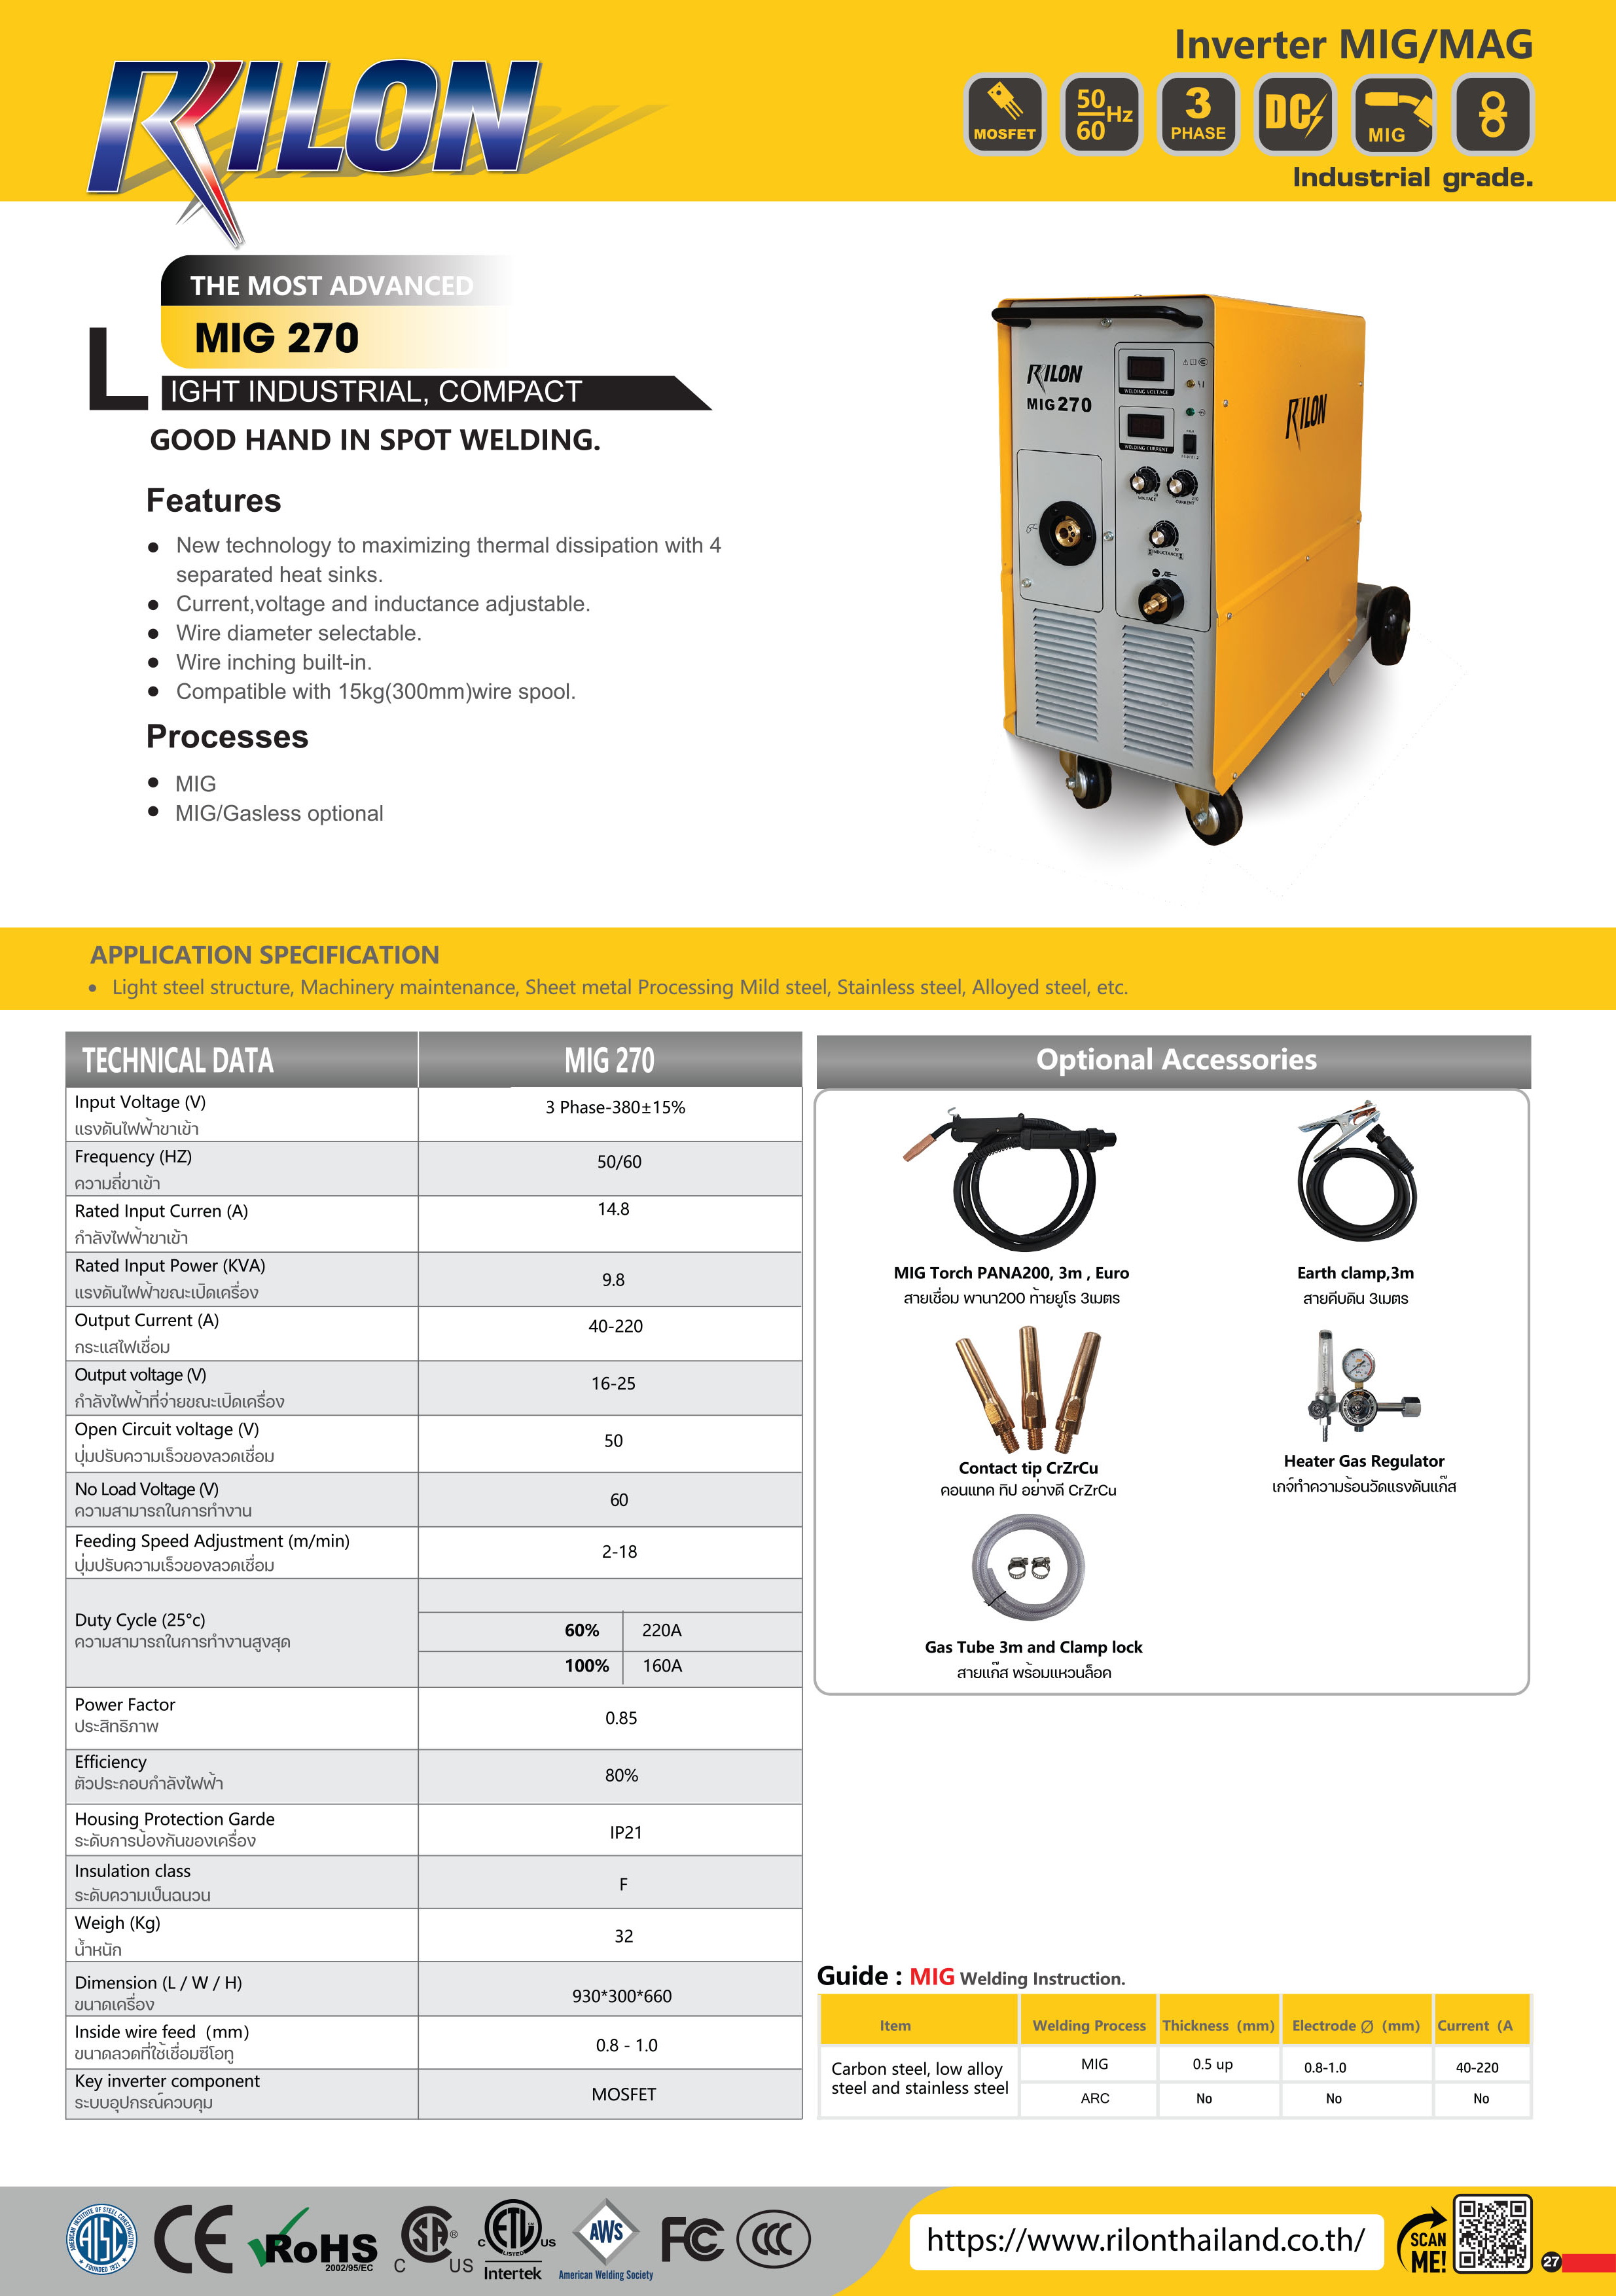 RILON
Inverter MIG/MAG
MOSFET
50
60
Hz
3
PHASE
DC
MIG
Industrial grade.
THE MOST ADVANCED
MIG 270
LIGHT INDUSTRIAL, COMPACT
GOOD HAND IN SPOT WELDING.
Features
● New technology to maximizing thermal dissipation with 4
separated heat sinks.
● Current,voltage and inductance adjustable.
● Wire diameter selectable.
● Wire inching built-in.
● Compatible with 15kg(300mm)wire spool.
Processes
● MIG
● MIG/Gasless optional
RILON
MIG270
WELDING VOLTAGE
WELDING CURRENT
VOLTAGE
CURRENT
INDUCTANCE
RILON
APPLICATION SPECIFICATION
• Light steel structure, Machinery maintenance, Sheet metal Processing Mild steel, Stainless steel, Alloyed steel, etc.
TECHNICAL DATA MIG 270
Input Voltage (V) 3 Phase-380±15%
แรงดันไฟฟ้าขาเข้า
Frequency (HZ) 50/60
ความถี่ขาเข้า
Rated Input Curren (A) 14.8
กำลังไฟฟ้าขาเข้า
Rated Input Power (KVA) 9.8
แรงดันไฟฟ้าขณะเปิดเครื่อง
Output Current (A) 40-220
กระแสไฟเชื่อม
Output voltage (V) 16-25
กำลังไฟฟ้าที่จ่ายขณะเปิดเครื่อง
Open Circuit voltage (V) 50
ปุ่มปรับความเร็วของลวดเชื่อม
No Load Voltage (V) 60
ความสามารถในการทำงาน
Feeding Speed Adjustment (m/min) 2-18
ปุ่มปรับความเร็วของลวดเชื่อม
Duty Cycle (25°c)
ความสามารถในการทำงานสูงสุด
60% 220A
100% 160A
Power Factor 0.85
ประสิทธิภาพ
Efficiency 80%
ตัวประกอบกำลังไฟฟ้า
Housing Protection Garde IP21
ระดับการป้องกันของเครื่อง
Insulation class F
ระดับความเป็นฉนวน
Weigh (Kg) 32
น้ำหนัก
Dimension (L / W / H) 930*300*660
ขนาดเครื่อง
Inside wire feed (mm) 0.8 - 1.0
ขนาดลวดที่ใช้เชื่อมซีโอทู
Key inverter component MOSFET
ระบบอุปกรณ์ควบคุม
Optional Accessories
MIG Torch PANA200, 3m , Euro
สายเชื่อม พานา200 ท้ายยูโร 3เมตร
Earth clamp,3m
สายคีบดิน 3เมตร
Contact tip CrZrCu
คอนแทค ทิป อย่างดี CrZrCu
Heater Gas Regulator
เกจ์ทำความร้อนวัดแรงดันแก๊ส
Gas Tube 3m and Clamp lock
สายแก๊ส พร้อมแหวนล็อค
Guide : MIG Welding Instruction.
Item Welding Process Thickness (mm) Electrode Ø (mm) Current (A
Carbon steel, low alloy
steel and stainless steel
MIG 0.5 up 0.8-1.0 40-220
ARC No No No
AMERICAN INSTITUTE OF STEEL CONSTRUCTION
AISC
FOUNDED 1921
CE
RoHS
2002/95/EC
C SA ® US
C ETL US
LISTED
Intertek
AWS
American Welding Society
FC
CCC
https://www.rilonthailand.co.th/
SCAN
ME!
27